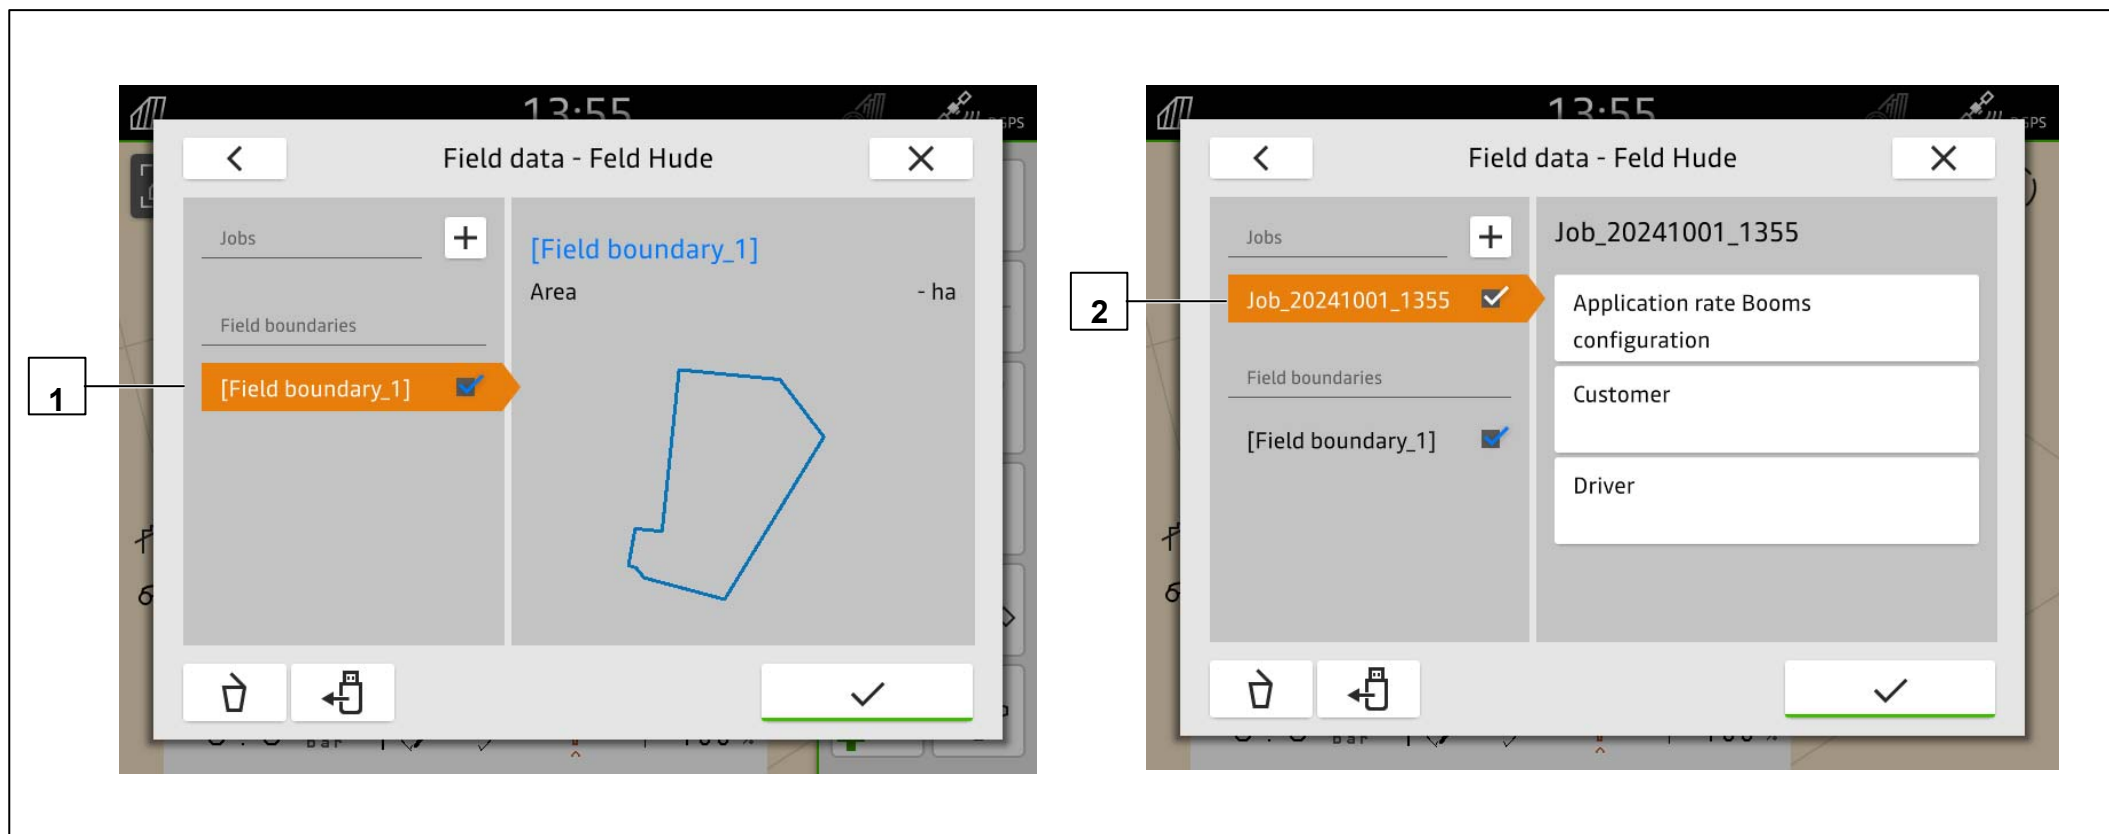 13:55
Field data - Feld Hude
Jobs
[Field boundary_1]
Area - ha
Field boundaries
[Field boundary_1]
1
13:55
Field data - Feld Hude
Jobs
Job_20241001_1355
Job_20241001_1355
Application rate Booms
configuration
Customer
Field boundaries
[Field boundary_1]
Driver
2